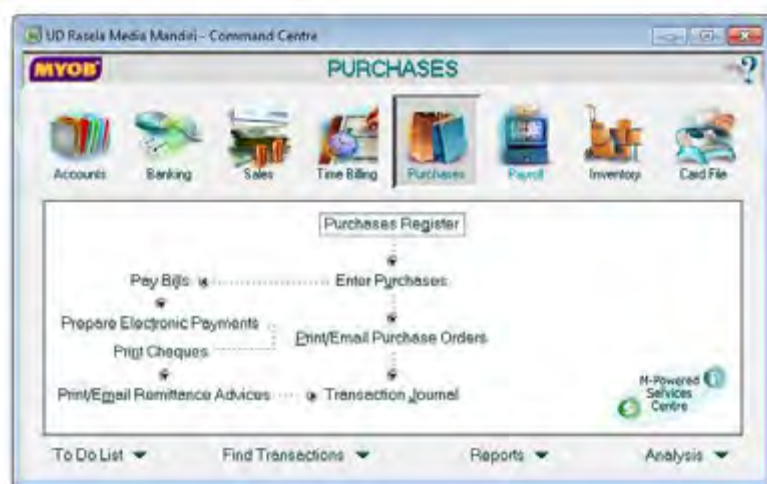 UD Rasela Media Mandiri - Command Centre
MYOB PURCHASES ?
Accounts Banking Sales Time Billing Purchases Payroll Inventory Card File
Purchases Register
Pay Bills Enter Purchases
Prepare Electronic Payments
Print/Email Purchase Orders
Print Cheques
Print/Email Remittance Advices Transaction Journal
M-Powered
Services
Centre
To Do List Find Transactions Reports Analysis